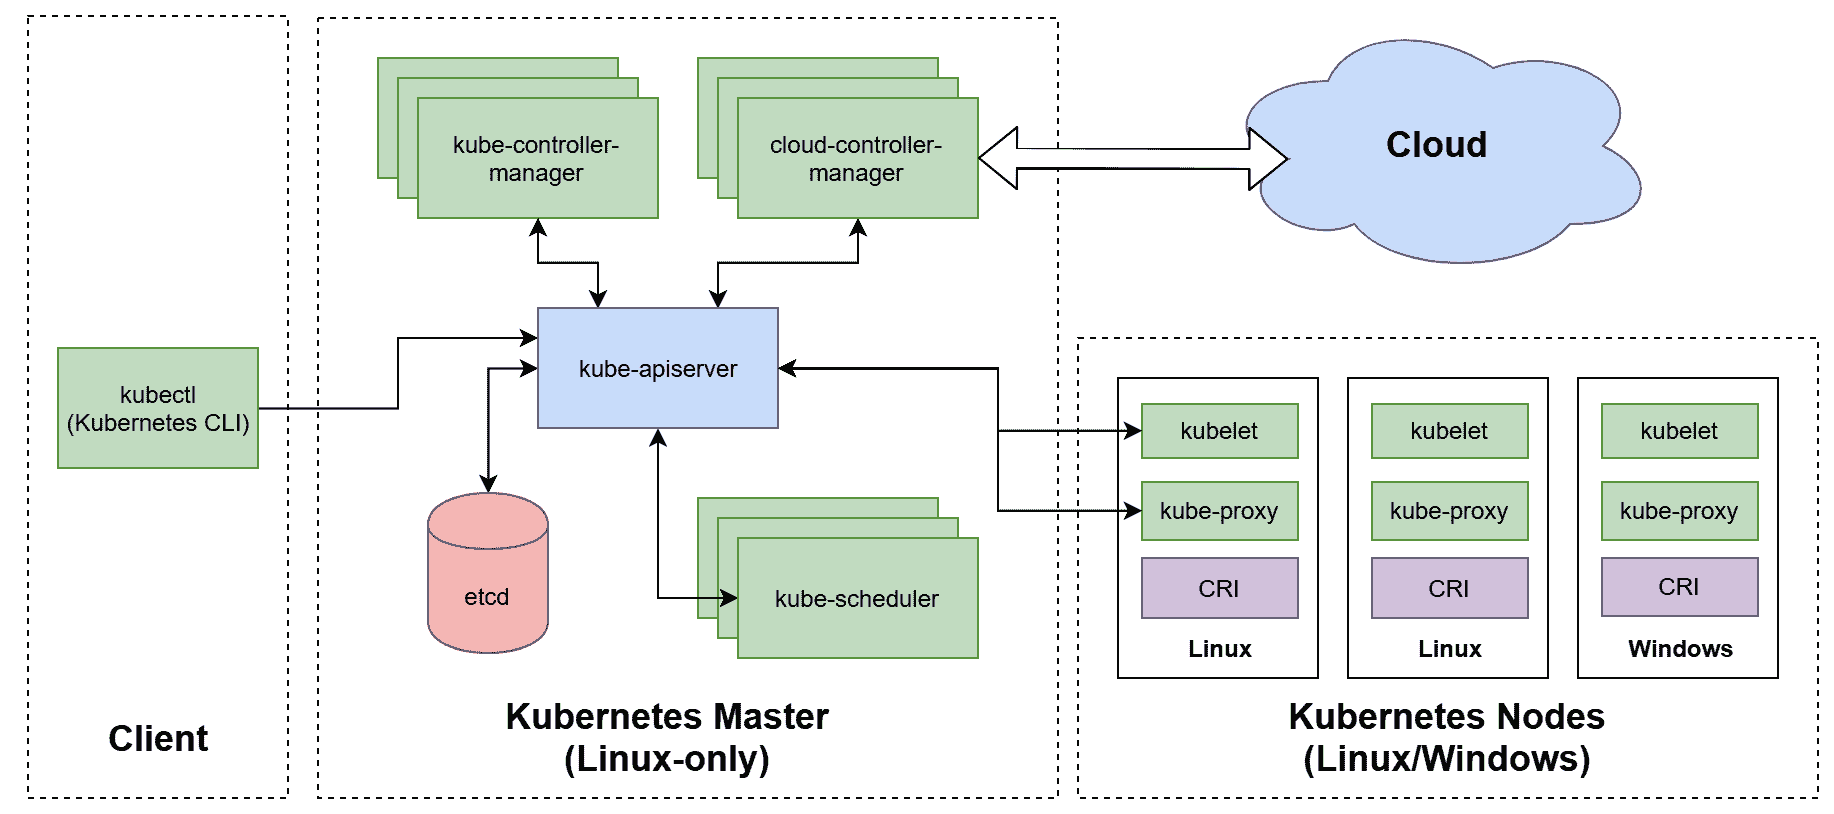 kube-controller-
manager
cloud-controller-
manager
Cloud
kubectl
(Kubernetes CLI)
kube-apiserver
etcd
kube-scheduler
kubelet
kube-proxy
CRI
Linux
kubelet
kube-proxy
CRI
Linux
kubelet
kube-proxy
CRI
Windows
Client
Kubernetes Master
(Linux-only)
Kubernetes Nodes
(Linux/Windows)